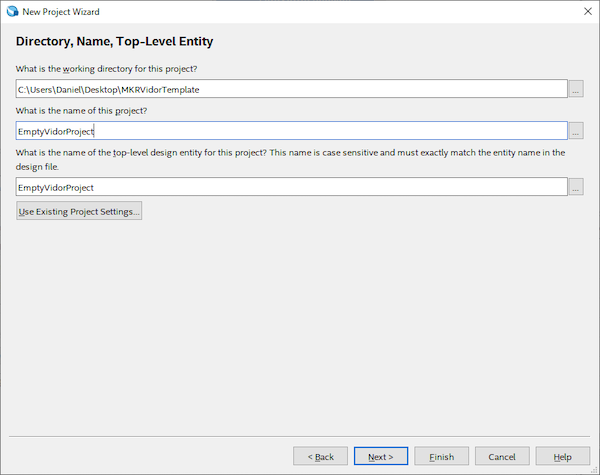 New Project Wizard
Directory, Name, Top-Level Entity
What is the working directory for this project?
C:\Users\Daniel\Desktop\MKRVidorTemplate
...
What is the name of this project?
EmptyVidorProject
...
What is the name of the top-level design entity for this project? This name is case sensitive and must exactly match the entity name in the
design file.
EmptyVidorProject
...
Use Existing Project Settings...
< Back
Next >
Finish
Cancel
Help